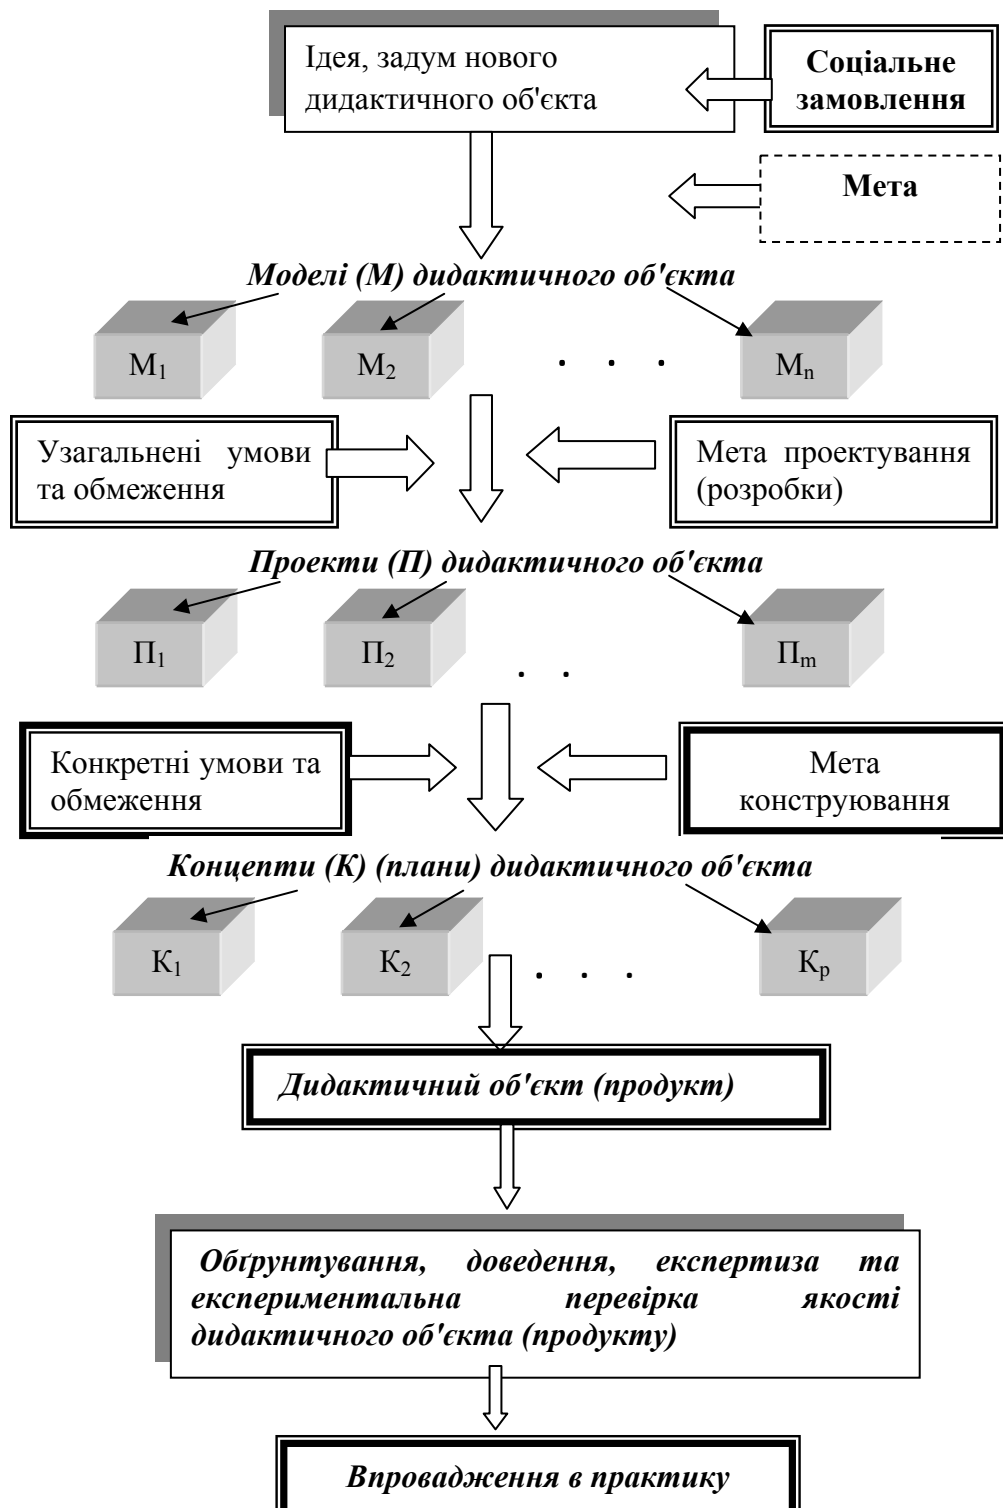 Ідея, задум нового
дидактичного об'єкта
Соціальне
замовлення
Мета
Моделі (М) дидактичного об'єкта
М₁
М₂
. . .
Мₙ
Узагальнені умови
та обмеження
Мета проектування
(розробки)
Проекти (П) дидактичного об'єкта
П₁
П₂
. .
Пₘ
Конкретні умови та
обмеження
Мета
конструювання
Концепти (К) (плани) дидактичного об'єкта
К₁
К₂
. . .
Кₚ
Дидактичний об'єкт (продукт)
Обґрунтування, доведення, експертиза та
експериментальна перевірка якості
дидактичного об'єкта (продукту)
Впровадження в практику